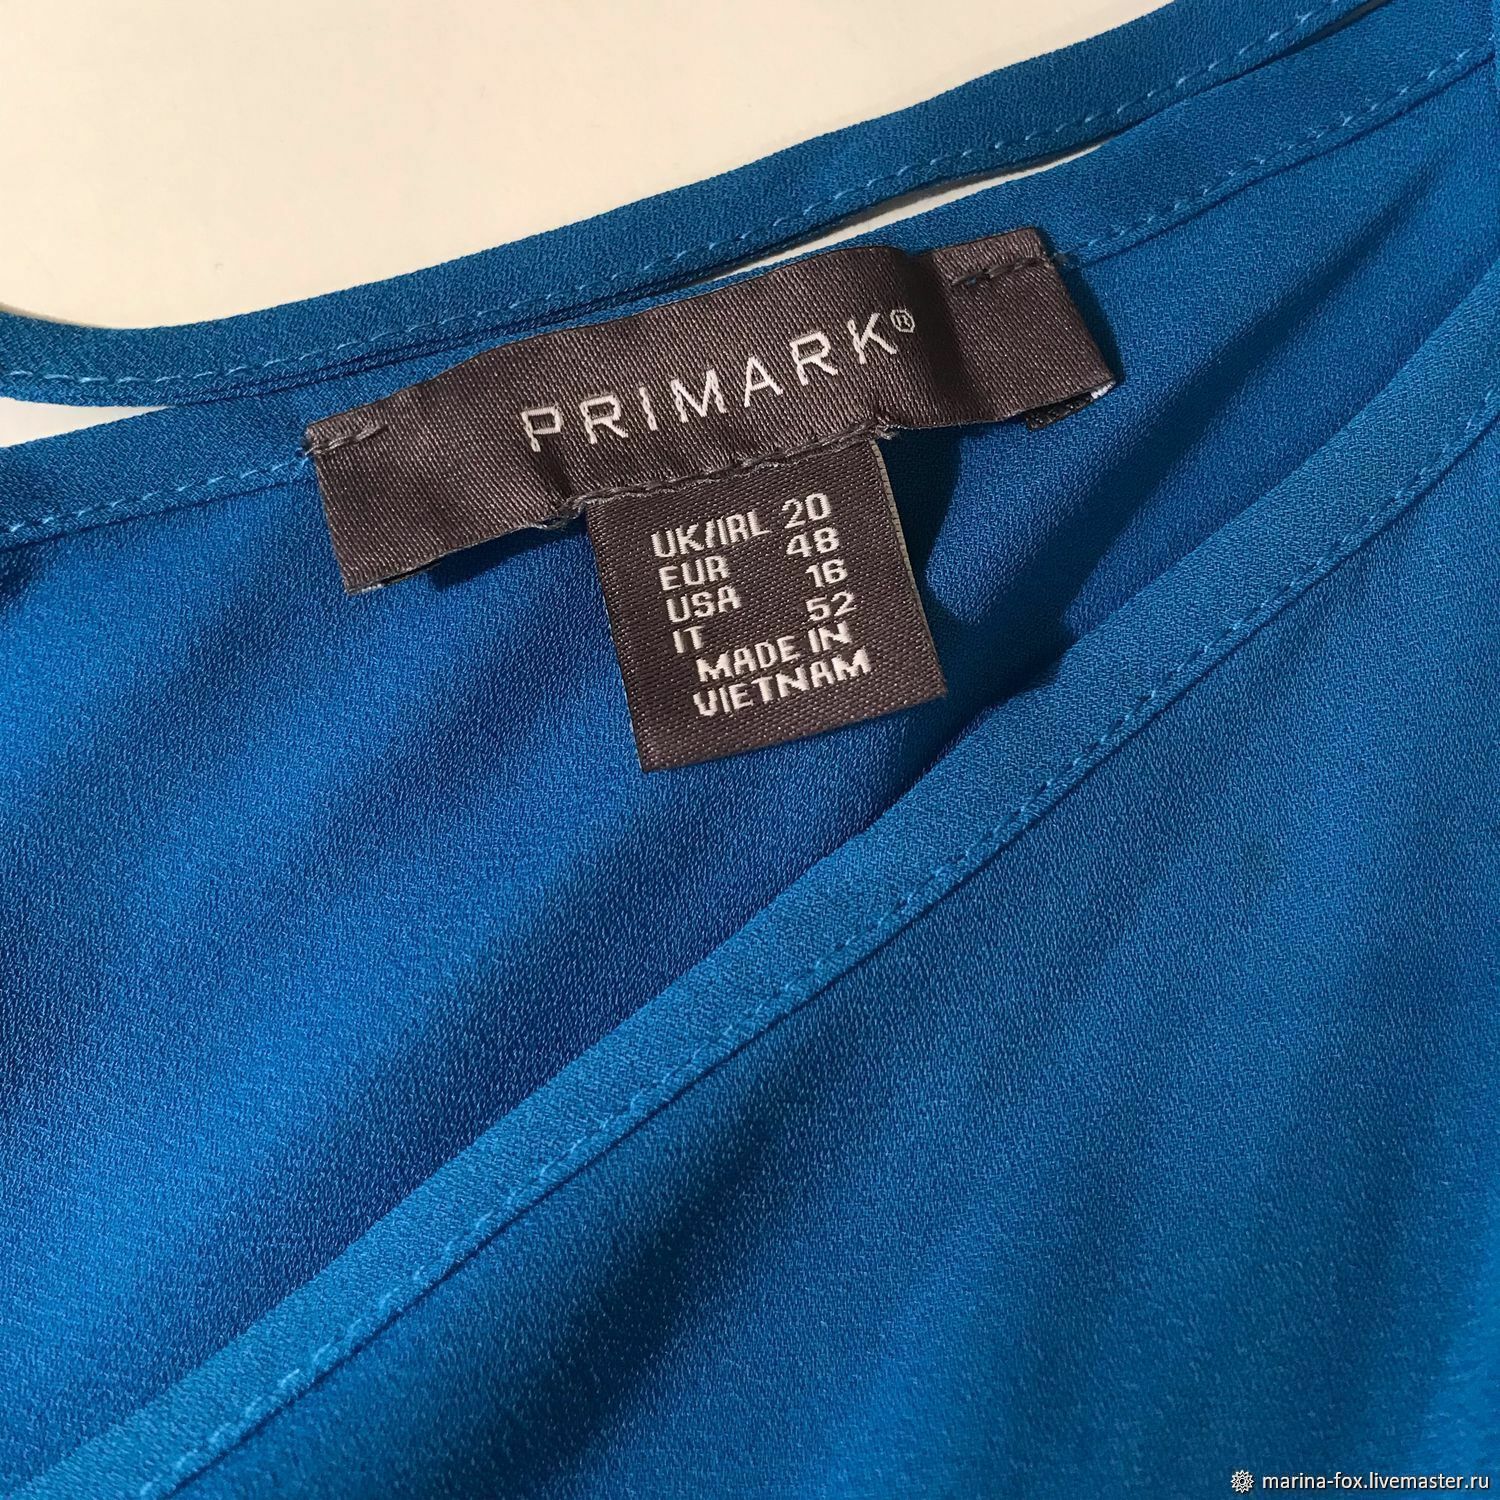 PRIMARK®
UK/IRL 20
EUR 48
USA 16
IT 52
MADE IN
VIETNAM
marina-fox.livemaster.ru